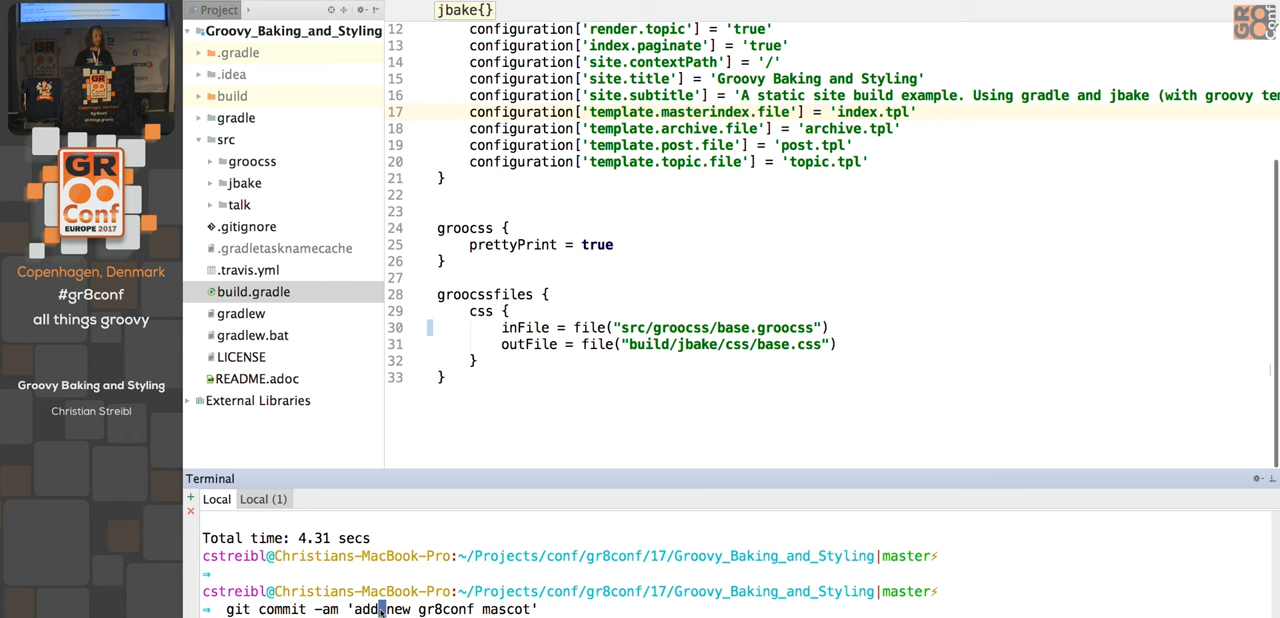 GR
Conf
EUROPE 2017
Copenhagen, Denmark
#gr8conf
all things groovy
Groovy Baking and Styling
Christian Streibl
Project
Groovy_Baking_and_Styling
.gradle
.idea
build
gradle
src
groocss
jbake
talk
.gitignore
.gradletasknamecache
.travis.yml
build.gradle
gradlew
gradlew.bat
LICENSE
README.adoc
External Libraries
jbake{}
12 configuration['render.topic'] = 'true'
13 configuration['index.paginate'] = 'true'
14 configuration['site.contextPath'] = '/'
15 configuration['site.title'] = 'Groovy Baking and Styling'
16 configuration['site.subtitle'] = 'A static site build example. Using gradle and jbake (with groovy tem
17 configuration['template.masterindex.file'] = 'index.tpl'
18 configuration['template.archive.file'] = 'archive.tpl'
19 configuration['template.post.file'] = 'post.tpl'
20 configuration['template.topic.file'] = 'topic.tpl'
21 }
22
23
24 groocss {
25 prettyPrint = true
26 }
27
28 groocssfiles {
29 css {
30 inFile = file("src/groocss/base.groocss")
31 outFile = file("build/jbake/css/base.css")
32 }
33 }
Terminal
Local Local (1)
Total time: 4.31 secs
cstreibl@Christians-MacBook-Pro:~/Projects/conf/gr8conf/17/Groovy_Baking_and_Styling|master⚡
⇒
cstreibl@Christians-MacBook-Pro:~/Projects/conf/gr8conf/17/Groovy_Baking_and_Styling|master⚡
⇒ git commit -am 'add new gr8conf mascot'